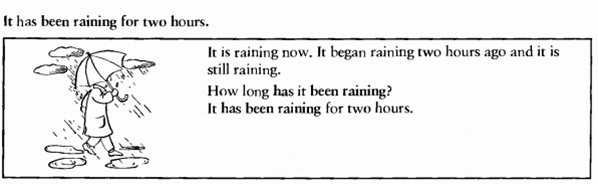 It has been raining for two hours.
It is raining now. It began raining two hours ago and it is
still raining.
How long has it been raining?
It has been raining for two hours.